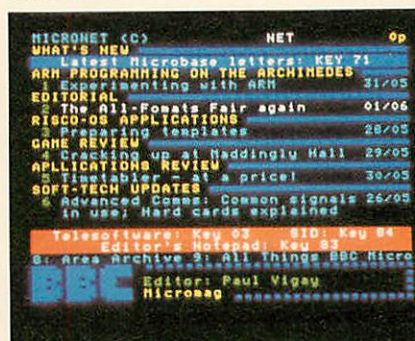 MICRONET (C) NET 0p
WHAT'S NEW
Latest Microbase letters: KEY 71
ARM PROGRAMMING ON THE ARCHIMEDES
1 Experimenting with ARM 31/05
EDITORIAL
2 The All-Fomats Fair again 01/06
RISCO-OS APPLICATIONS
3 Preparing templates 28/05
GAME REVIEW
4 Cracking up at Maddingly Hall 29/05
APLLICATIONS REVIEW
5 Timetabler - at a price! 30/05
SOFT-TECH UPDATES
6 Advanced Comms: Common signals 26/05
in use; Hard cards explained
Telesoftware: Key 03 SID: Key 84
Editor's Notepad: Key 83
8: Area Archive 9: All Things BBC Micro
BBC
Editor: Paul Vigay
Micromag